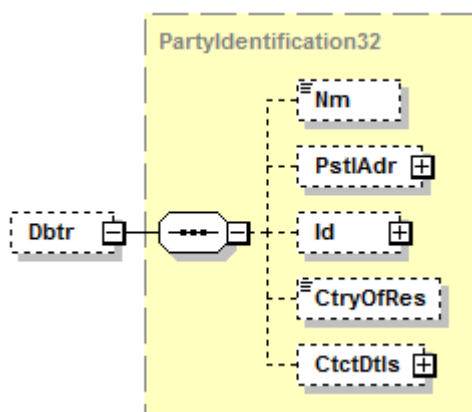 PartyIdentification32
Nm
PstlAdr
Dbtr
Id
CtryOfRes
CtctDtls